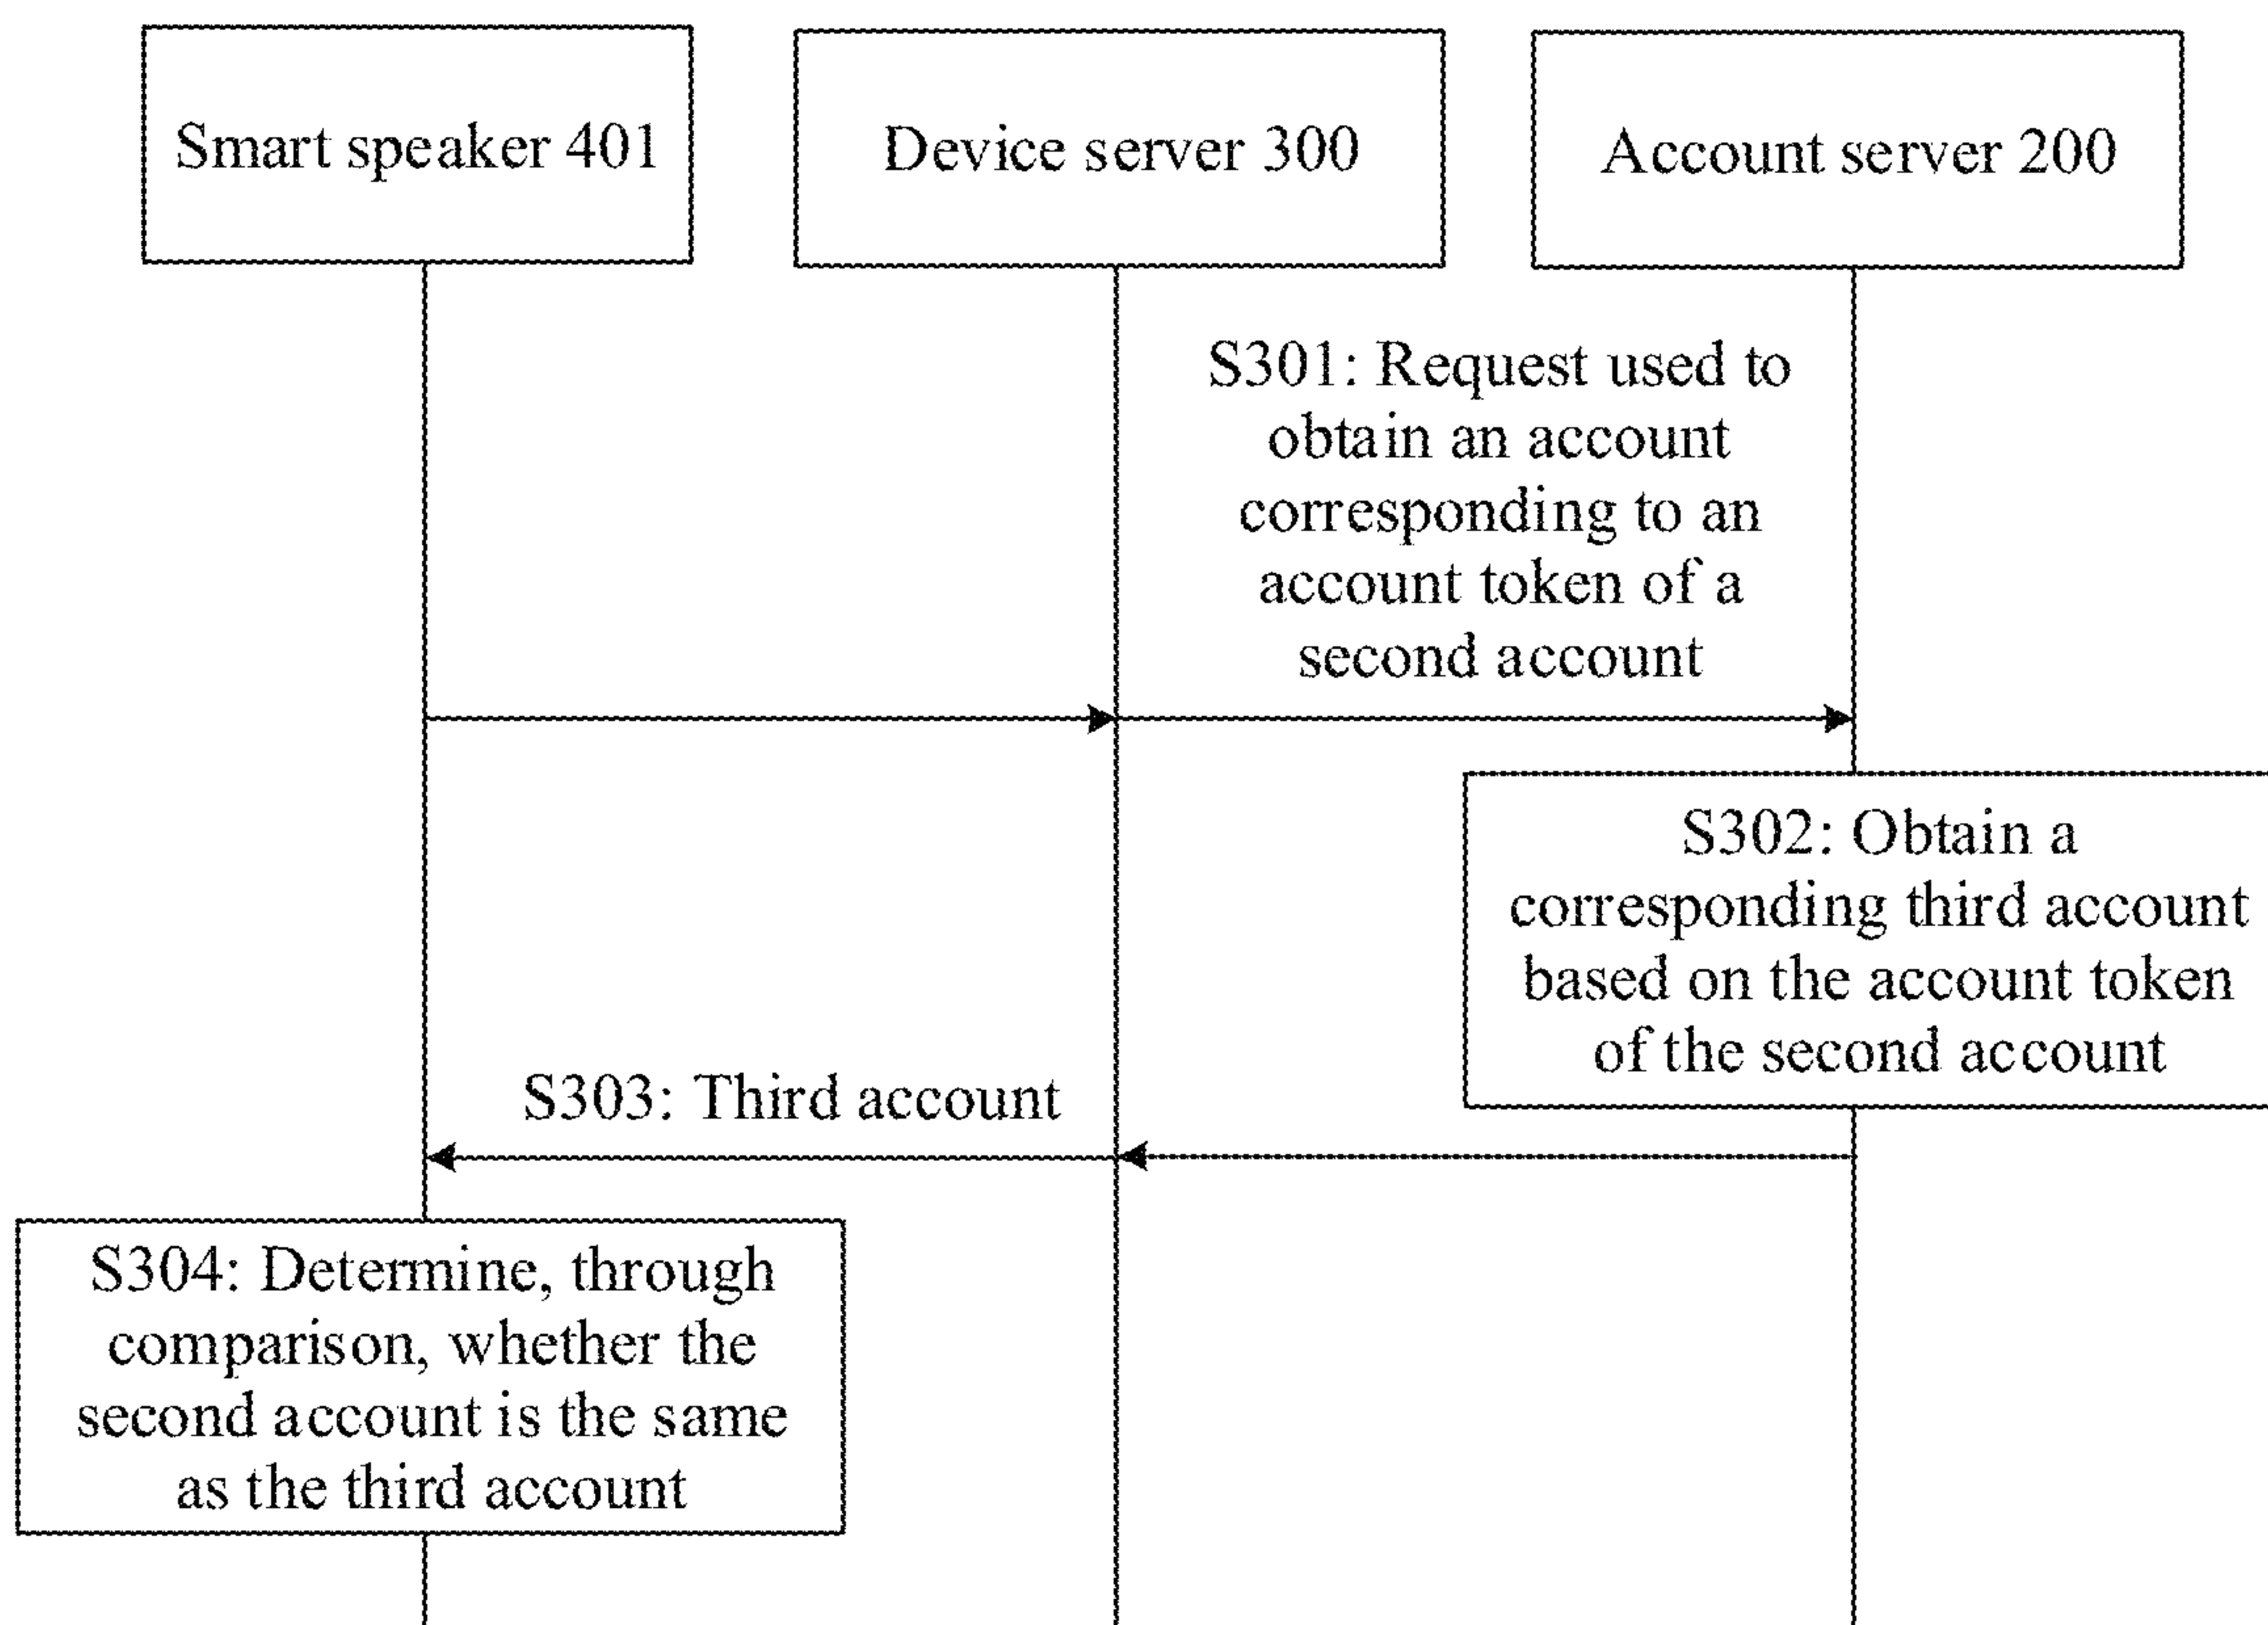 Smart speaker 401
Device server 300
Account server 200
S301: Request used to
obtain an account
corresponding to an
account token of a
second account
S302: Obtain a
corresponding third account
based on the account token
of the second account
S303: Third account
S304: Determine, through
comparison, whether the
second account is the same
as the third account